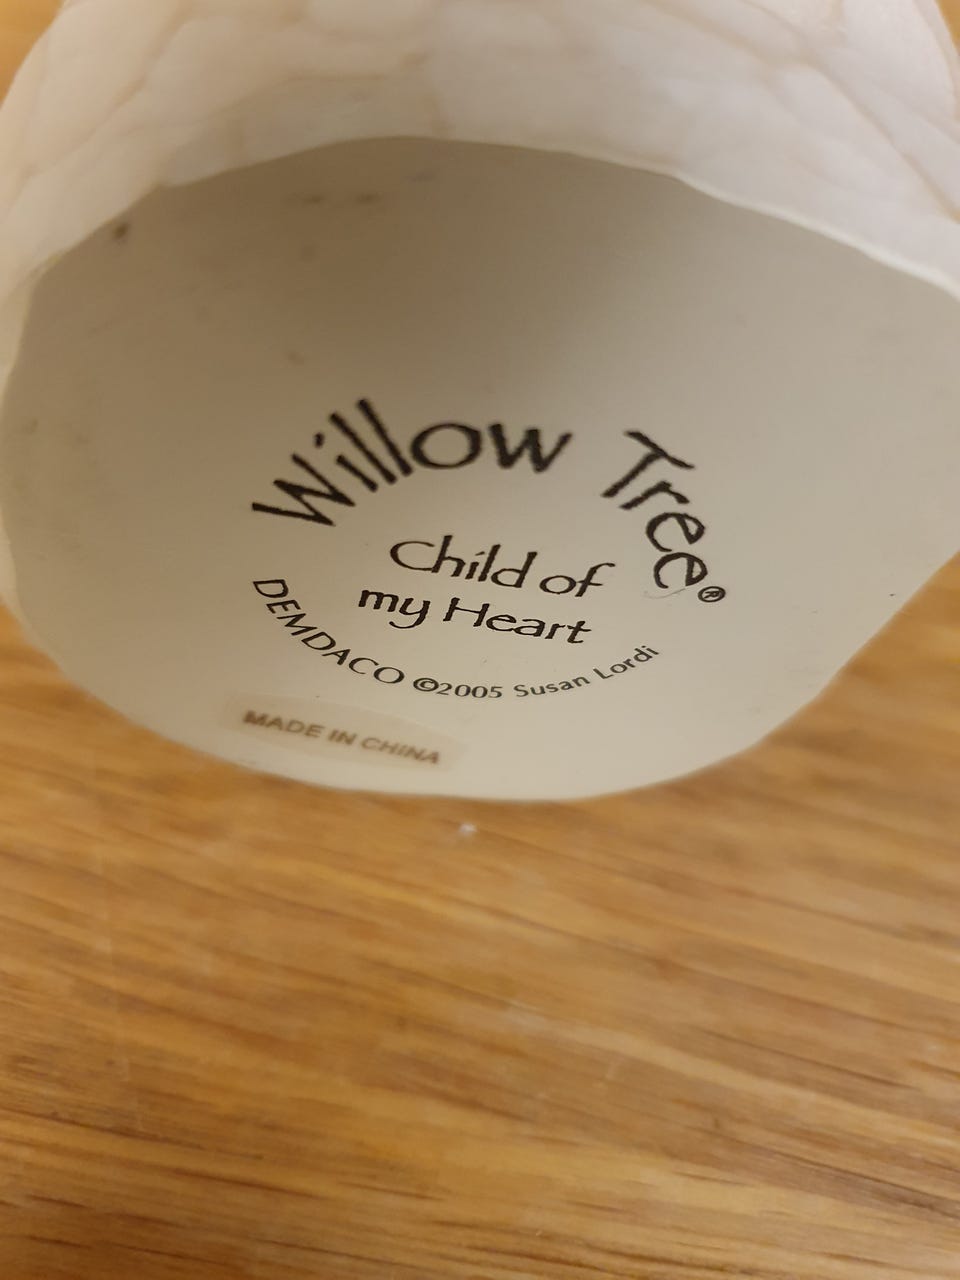 Willow Tree®
Child of
my Heart
DEMDACO ©2005 Susan Lordi
MADE IN CHINA